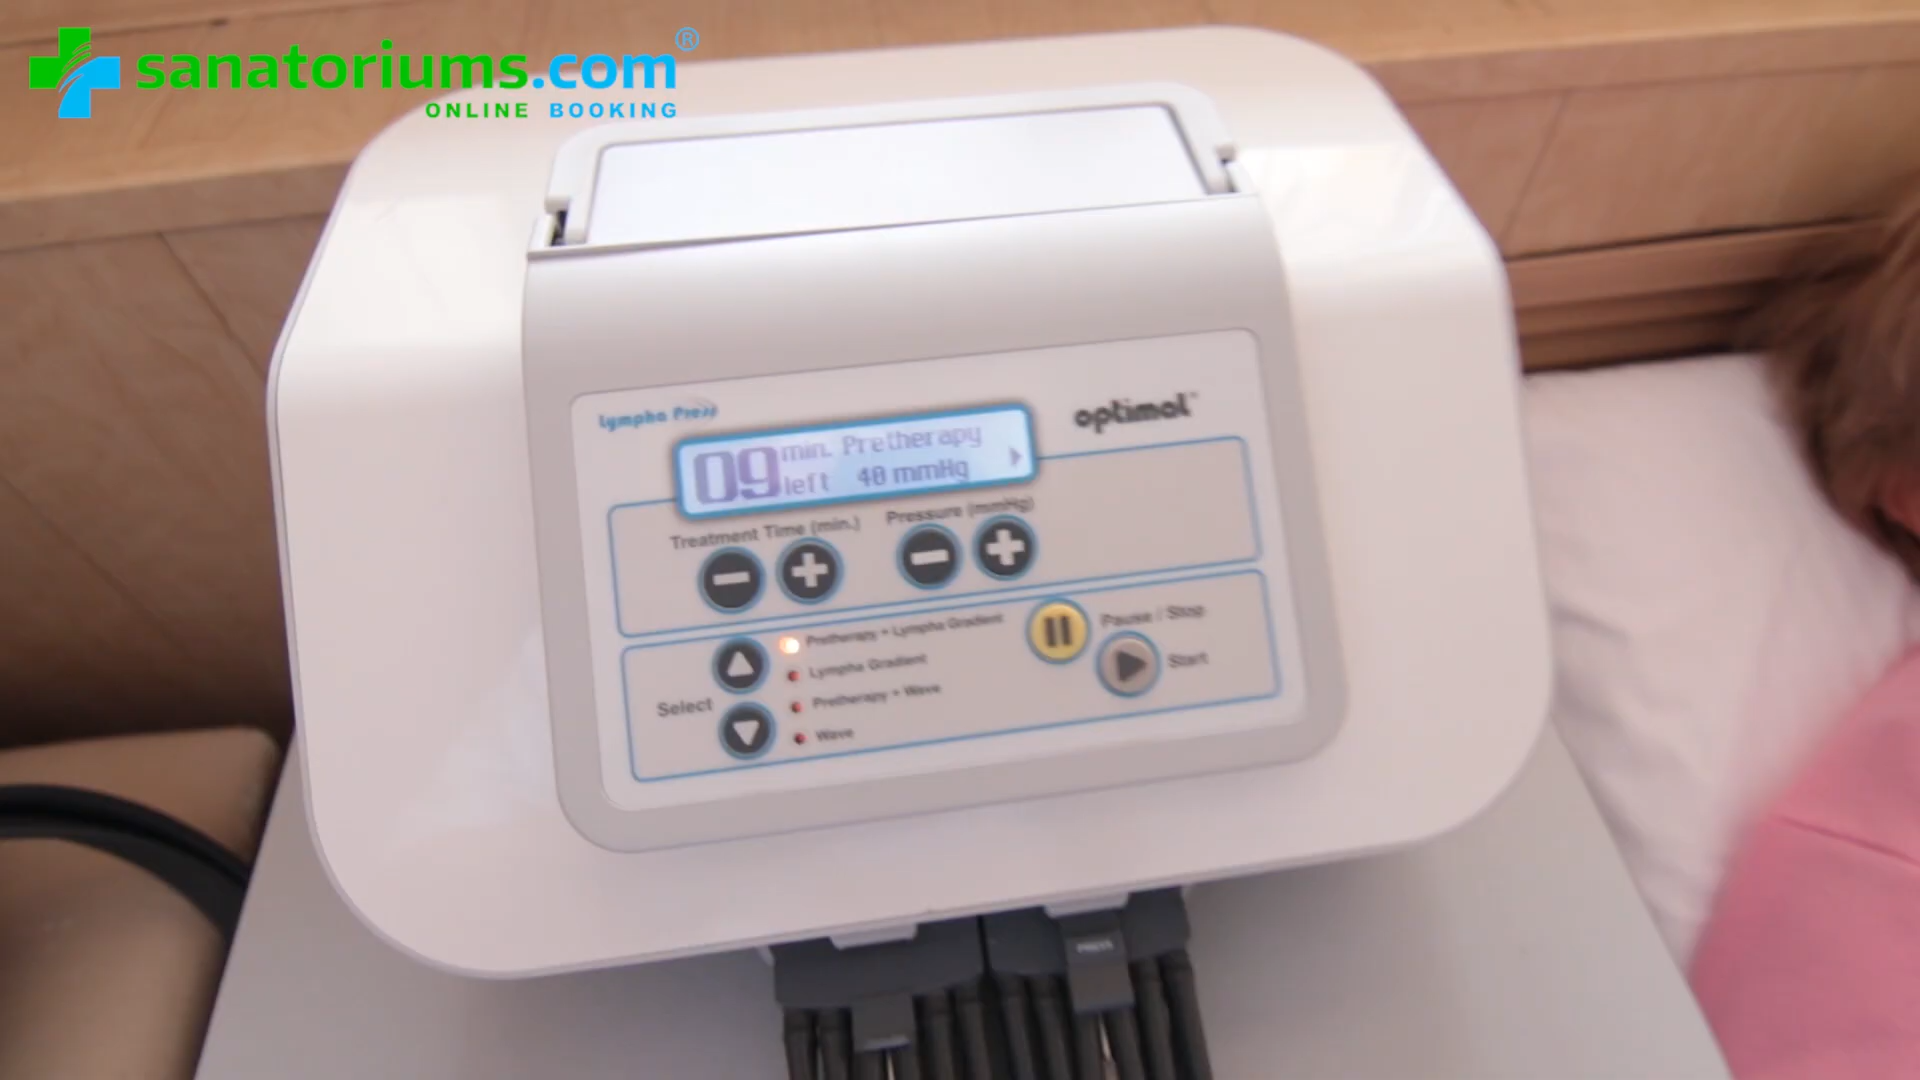 sanatoriums.com®
ONLINE BOOKING
Lympha Press
optimal™
09 min. Pretherapy
left 40 mmHg
Treatment Time (min.)
Pressure (mmHg)
Pretherapy + Lympha Gradient
Pause / Stop
Lympha Gradient
Start
Select
Pretherapy + Wave
Wave